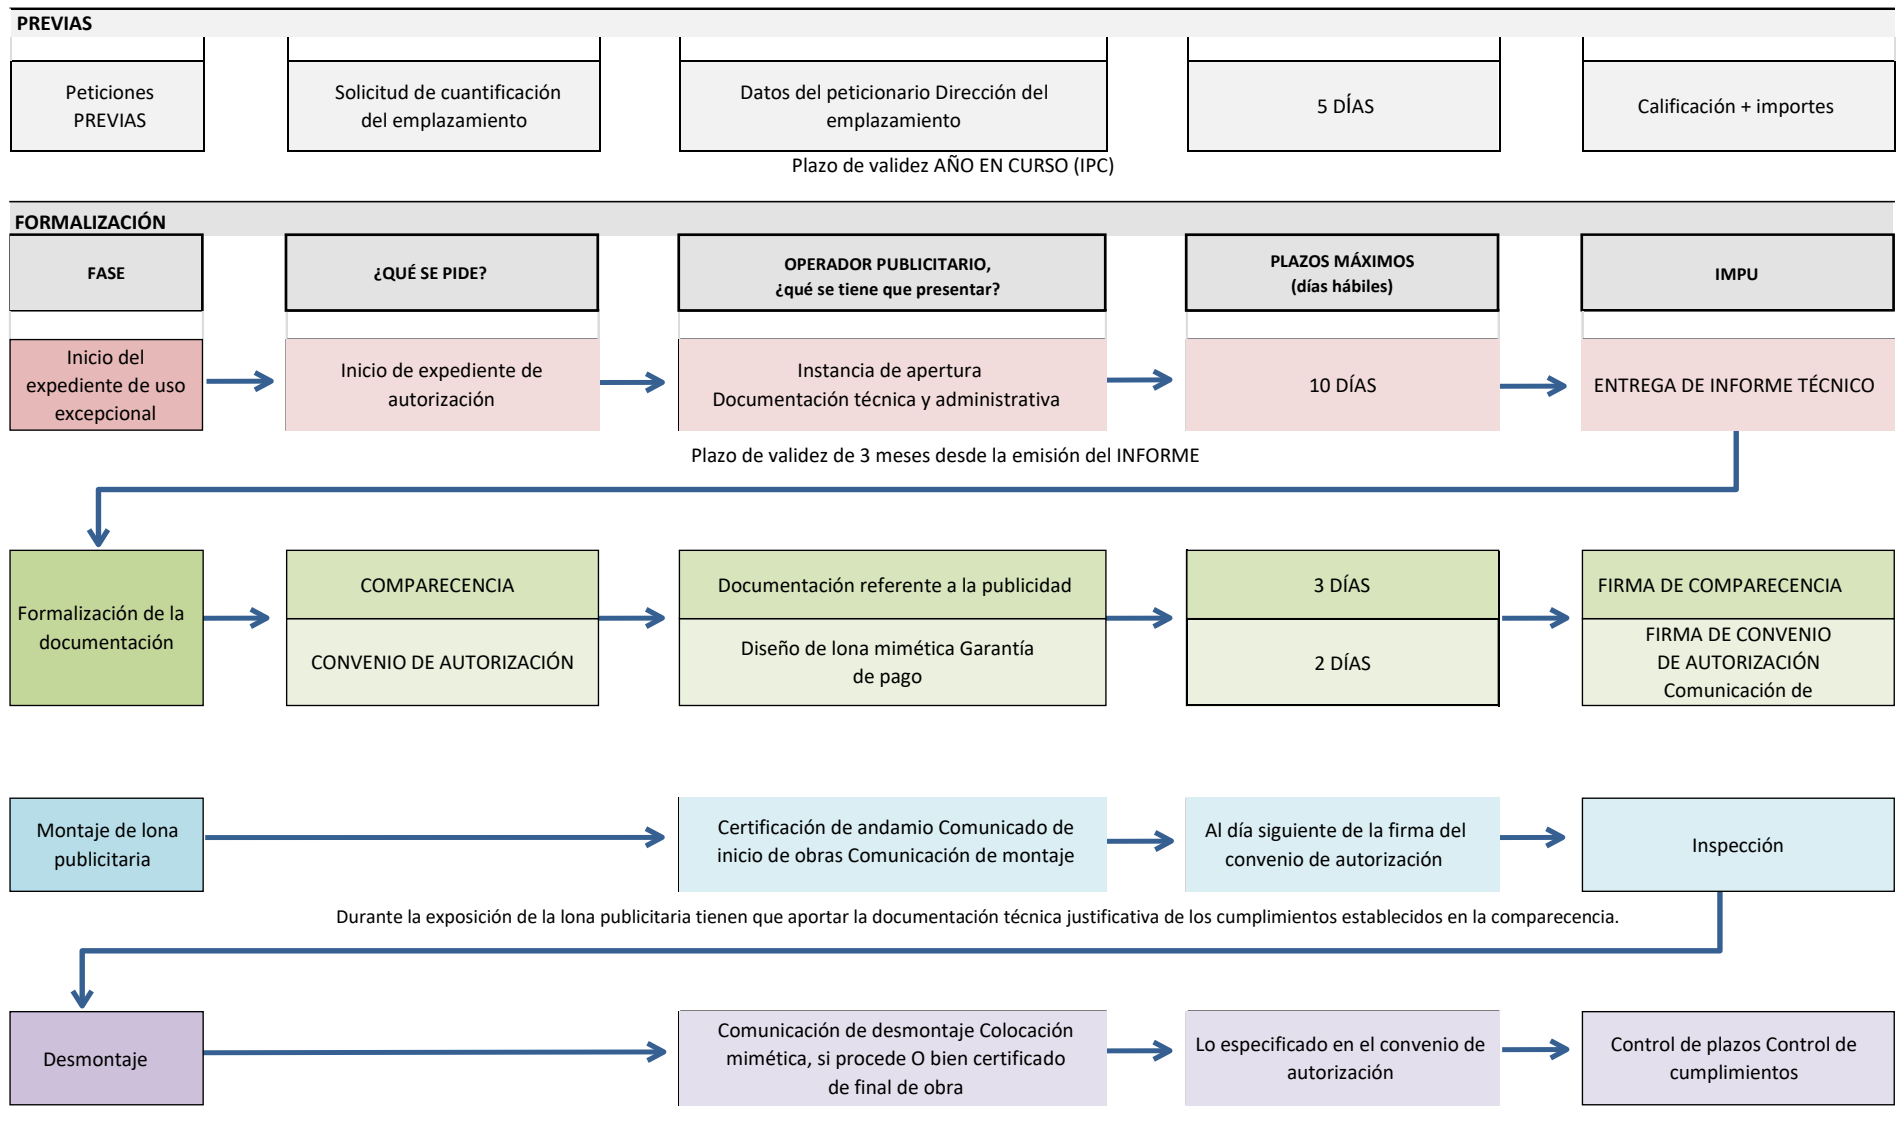 PREVIAS
Peticiones
PREVIAS
Solicitud de cuantificación
del emplazamiento
Datos del peticionario Dirección del
emplazamiento
5 DÍAS
Calificación + importes
Plazo de validez AÑO EN CURSO (IPC)
FORMALIZACIÓN
FASE
¿QUÉ SE PIDE?
OPERADOR PUBLICITARIO,
¿qué se tiene que presentar?
PLAZOS MÁXIMOS
(días hábiles)
IMPU
Inicio del
expediente de uso
excepcional
Inicio de expediente de
autorización
Instancia de apertura
Documentación técnica y administrativa
10 DÍAS
ENTREGA DE INFORME TÉCNICO
Plazo de validez de 3 meses desde la emisión del INFORME
Formalización de la
documentación
COMPARECENCIA
Documentación referente a la publicidad
3 DÍAS
FIRMA DE COMPARECENCIA
CONVENIO DE AUTORIZACIÓN
Diseño de lona mimética Garantía
de pago
2 DÍAS
FIRMA DE CONVENIO
DE AUTORIZACIÓN
Comunicación de
Montaje de lona
publicitaria
Certificación de andamio Comunicado de
inicio de obras Comunicación de montaje
Al día siguiente de la firma del
convenio de autorización
Inspección
Durante la exposición de la lona publicitaria tienen que aportar la documentación técnica justificativa de los cumplimientos establecidos en la comparecencia.
Desmontaje
Comunicación de desmontaje Colocación
mimética, si procede O bien certificado
de final de obra
Lo especificado en el convenio de
autorización
Control de plazos Control de
cumplimientos